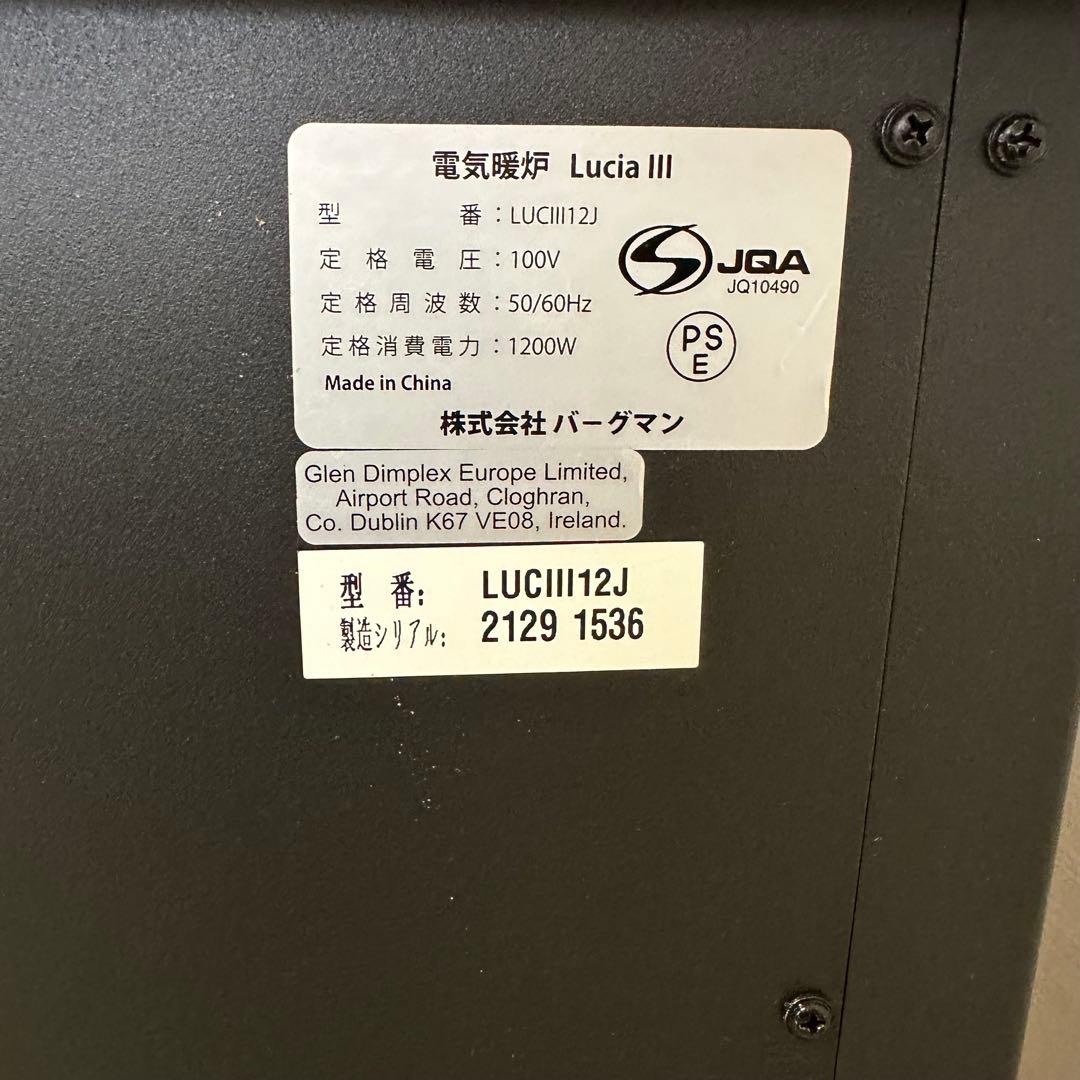 電気暖炉 Lucia III
型番:LUCIII12J
定格電圧:100V
定格周波数:50/60Hz
定格消費電力:1200W
JQA
JQ10490
PS
E
Made in China
株式会社 バーグマン
Glen Dimplex Europe Limited,
Airport Road, Cloghran,
Co. Dublin K67 VE08, Ireland.
型番: LUCIII12J
製造シリアル: 2129 1536